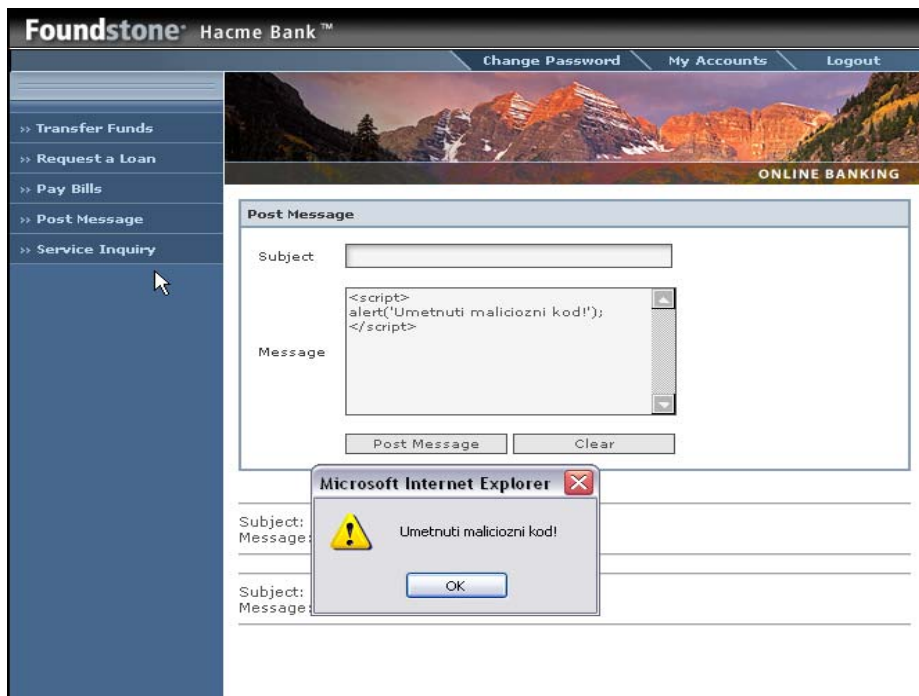 Foundstone® Hacme Bank™
Change Password My Accounts Logout
» Transfer Funds
» Request a Loan
» Pay Bills
» Post Message
» Service Inquiry
ONLINE BANKING
Post Message
Subject
Message
<script>
alert('Umetnuti maliciozni kod!');
</script>
Post Message Clear
Microsoft Internet Explorer
Umetnuti maliciozni kod!
OK
Subject:
Message:
Subject:
Message: